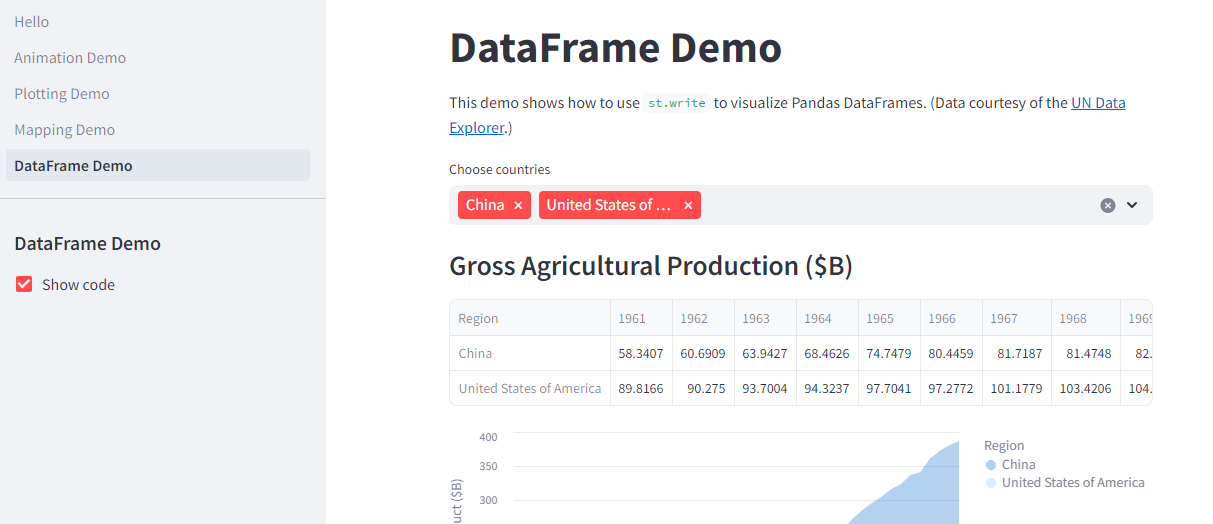 Hello
Animation Demo
Plotting Demo
Mapping Demo
DataFrame Demo
DataFrame Demo
Show code
DataFrame Demo
This demo shows how to use st.write to visualize Pandas DataFrames. (Data courtesy of the UN Data
Explorer.)
Choose countries
China × United States of ... ×
Gross Agricultural Production ($B)
Region 1961 1962 1963 1964 1965 1966 1967 1968 1969
China 58.3407 60.6909 63.9427 68.4626 74.7479 80.4459 81.7187 81.4748 82.
United States of America 89.8166 90.275 93.7004 94.3237 97.7041 97.2772 101.1779 103.4206 104.
400
350
300
uct ($B)
Region
China
United States of America